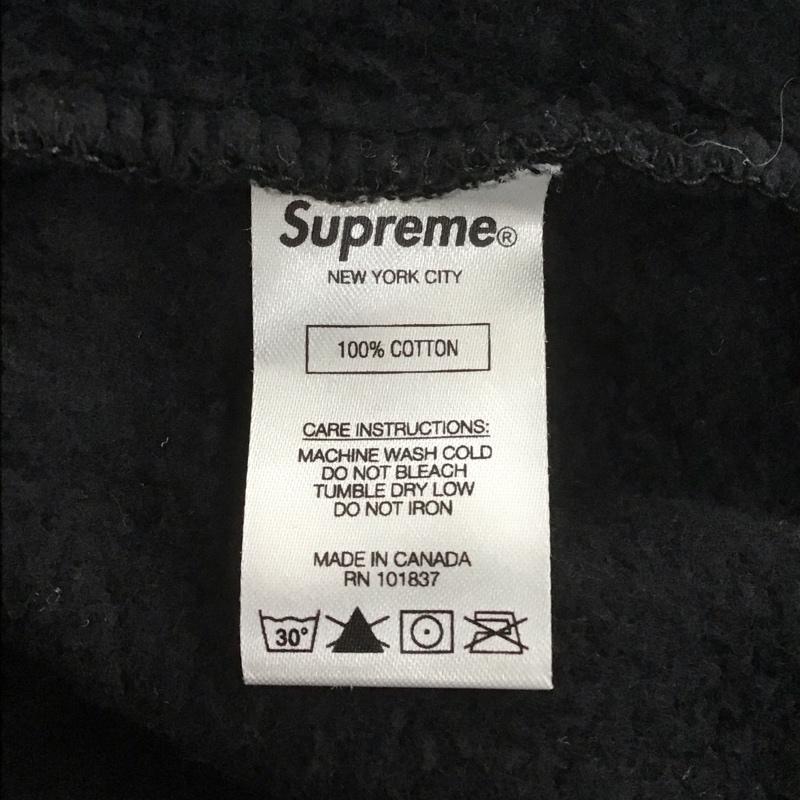 Supreme®
NEW YORK CITY
100% COTTON
CARE INSTRUCTIONS:
MACHINE WASH COLD
DO NOT BLEACH
TUMBLE DRY LOW
DO NOT IRON
MADE IN CANADA
RN 101837
30°